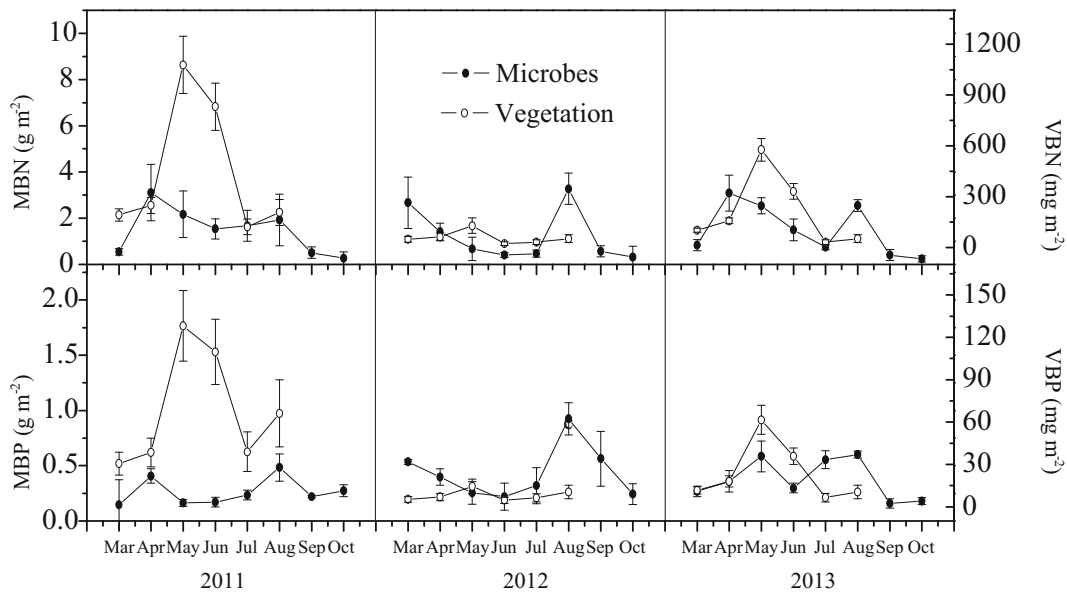 10
8
6
4
2
0
MBN (g m-2)
Microbes
Vegetation
1200
900
600
300
0
VBN (mg m-2)
2.0
1.5
1.0
0.5
0.0
MBP (g m-2)
150
120
90
60
30
0
VBP (mg m-2)
Mar Apr May Jun Jul Aug Sep Oct Mar Apr May Jun Jul Aug Sep Oct Mar Apr May Jun Jul Aug Sep Oct
2011 2012 2013